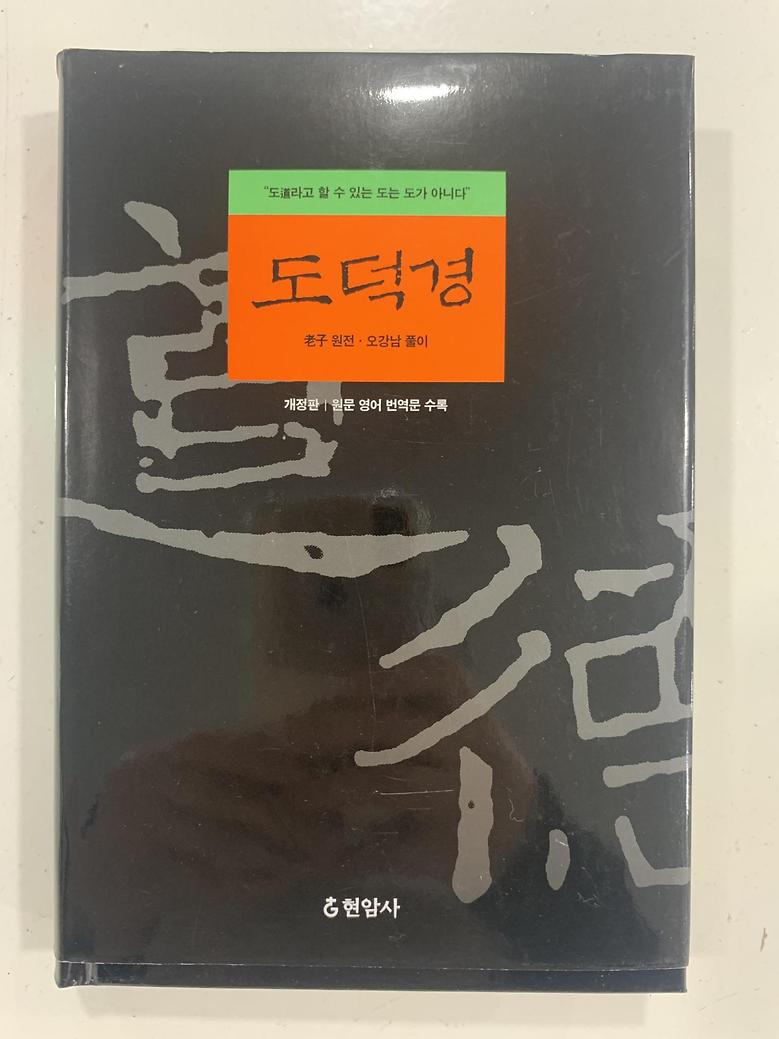 “도道라고 할 수 있는 도는 도가 아니다”
도덕경
老子 원전 · 오강남 풀이
개정판 | 원문 영어 번역문 수록
道
德
현암사